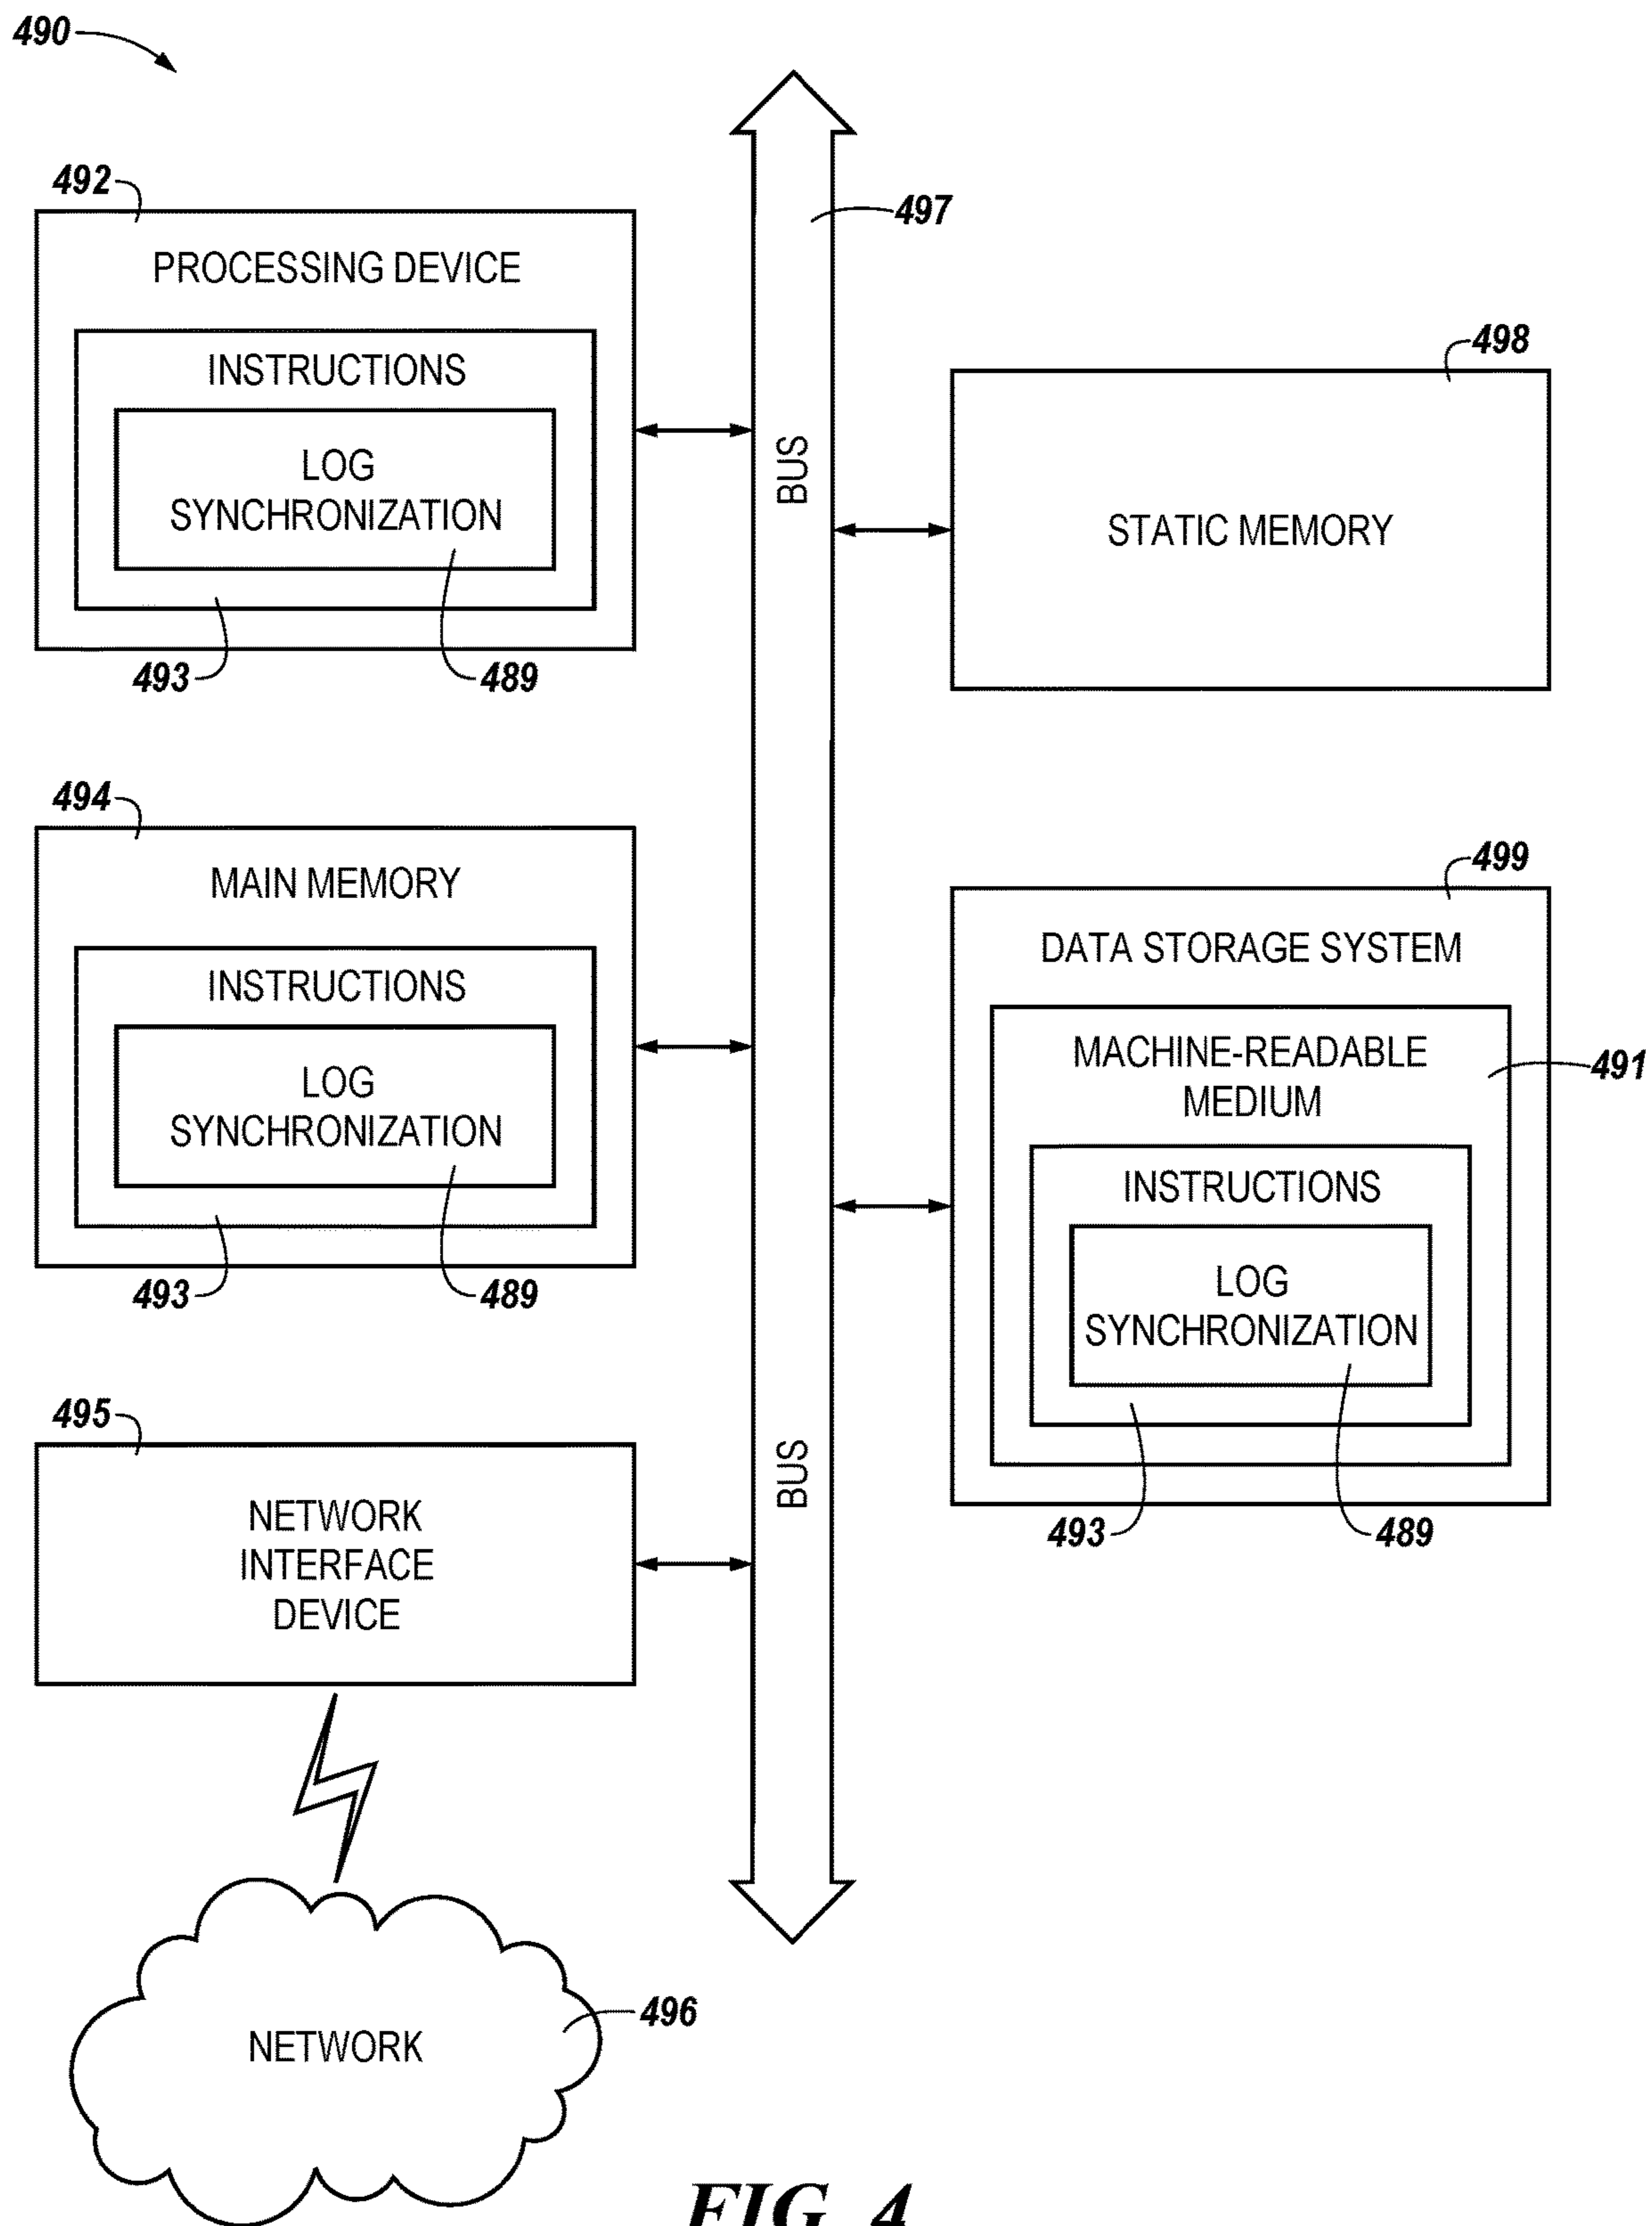 490
492
PROCESSING DEVICE
INSTRUCTIONS
LOG
SYNCHRONIZATION
493
489
494
MAIN MEMORY
INSTRUCTIONS
LOG
SYNCHRONIZATION
493
489
495
NETWORK
INTERFACE
DEVICE
NETWORK
496
497
BUS
BUS
498
STATIC MEMORY
499
DATA STORAGE SYSTEM
MACHINE-READABLE
MEDIUM
491
INSTRUCTIONS
LOG
SYNCHRONIZATION
493
489
FIG. 4